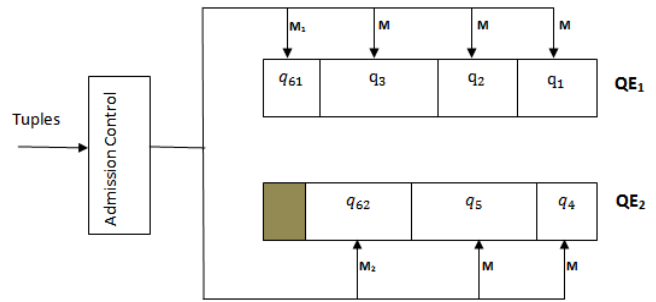 M₁ M M M
q₆₁ q₃ q₂ q₁ QE₁
Tuples
Admission Control
q₆₂ q₅ q₄ QE₂
M₂ M M